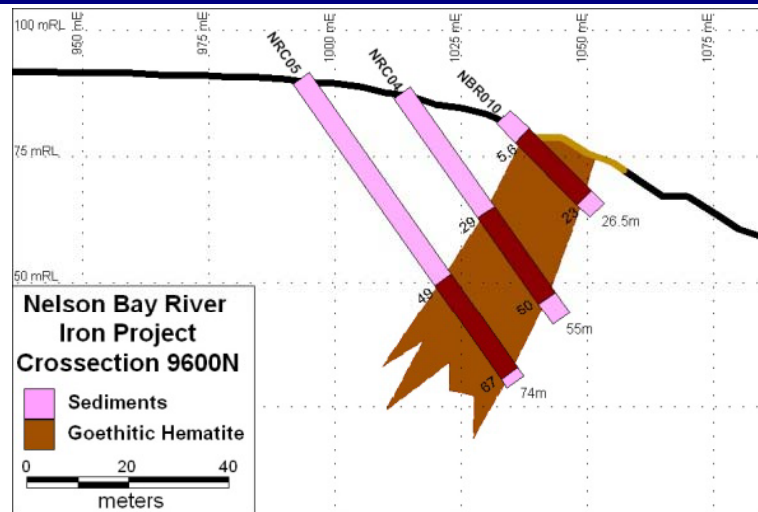 100 mRL
950 mE
975 mE
1000 mE
1025 mE
1050 mE
1075 mE
NRC05
NRC04
NBR010
75 mRL
5.6
23
26.5m
29
50 mRL
49
50
55m
67
74m
Nelson Bay River
Iron Project
Crossection 9600N
Sediments
Goethitic Hematite
0 20 40
meters